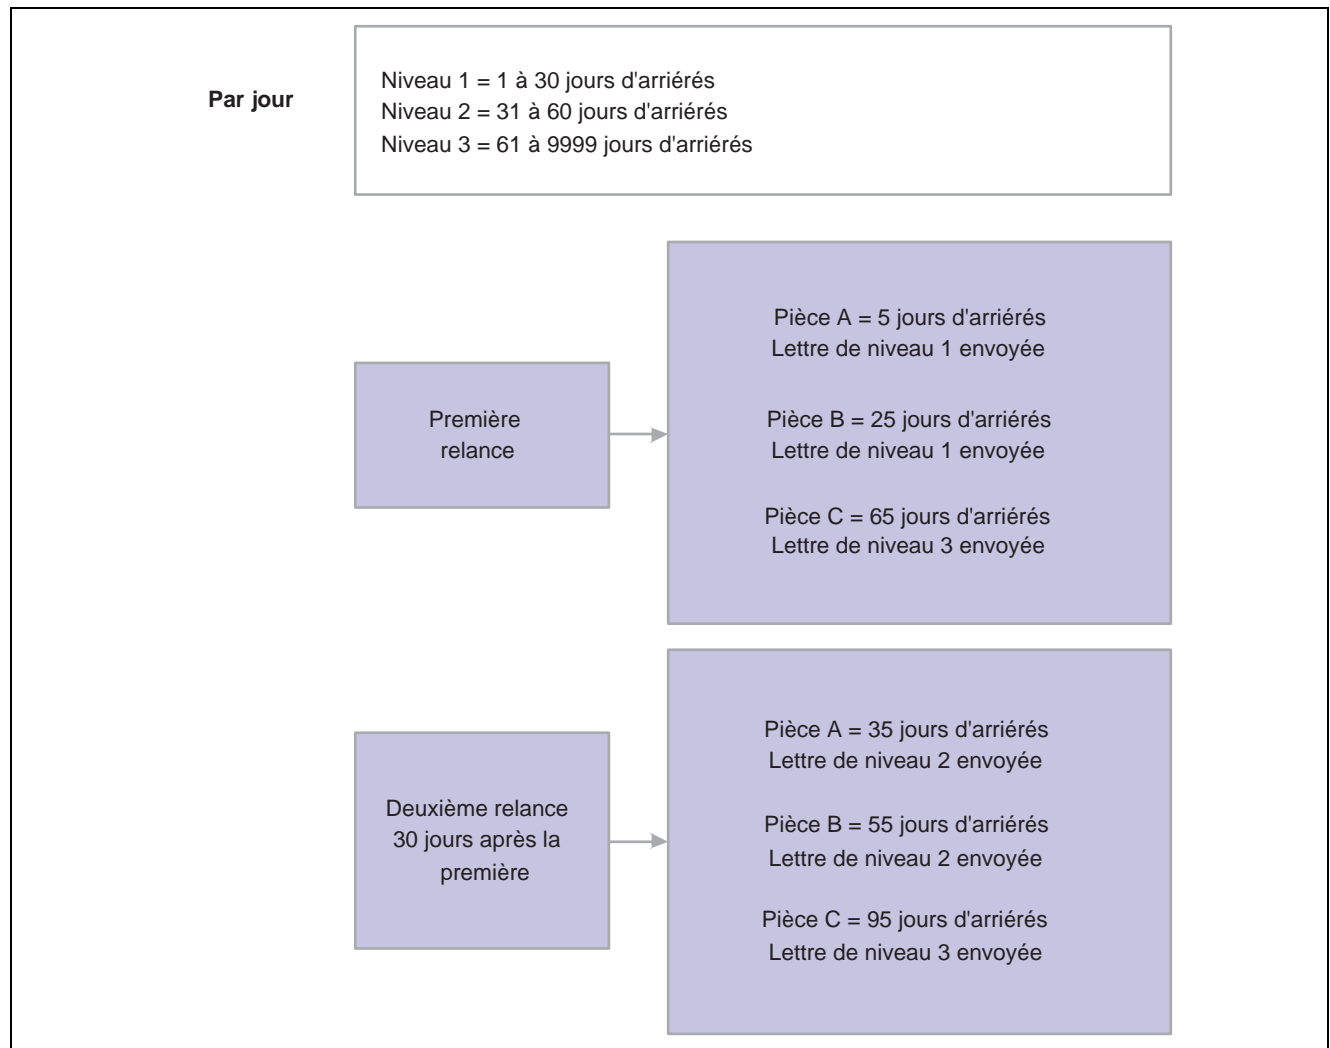 Par jour
Niveau 1 = 1 à 30 jours d'arriérés
Niveau 2 = 31 à 60 jours d'arriérés
Niveau 3 = 61 à 9999 jours d'arriérés
Première
relance
Pièce A = 5 jours d'arriérés
Lettre de niveau 1 envoyée
Pièce B = 25 jours d'arriérés
Lettre de niveau 1 envoyée
Pièce C = 65 jours d'arriérés
Lettre de niveau 3 envoyée
Deuxième relance
30 jours après la
première
Pièce A = 35 jours d'arriérés
Lettre de niveau 2 envoyée
Pièce B = 55 jours d'arriérés
Lettre de niveau 2 envoyée
Pièce C = 95 jours d'arriérés
Lettre de niveau 3 envoyée